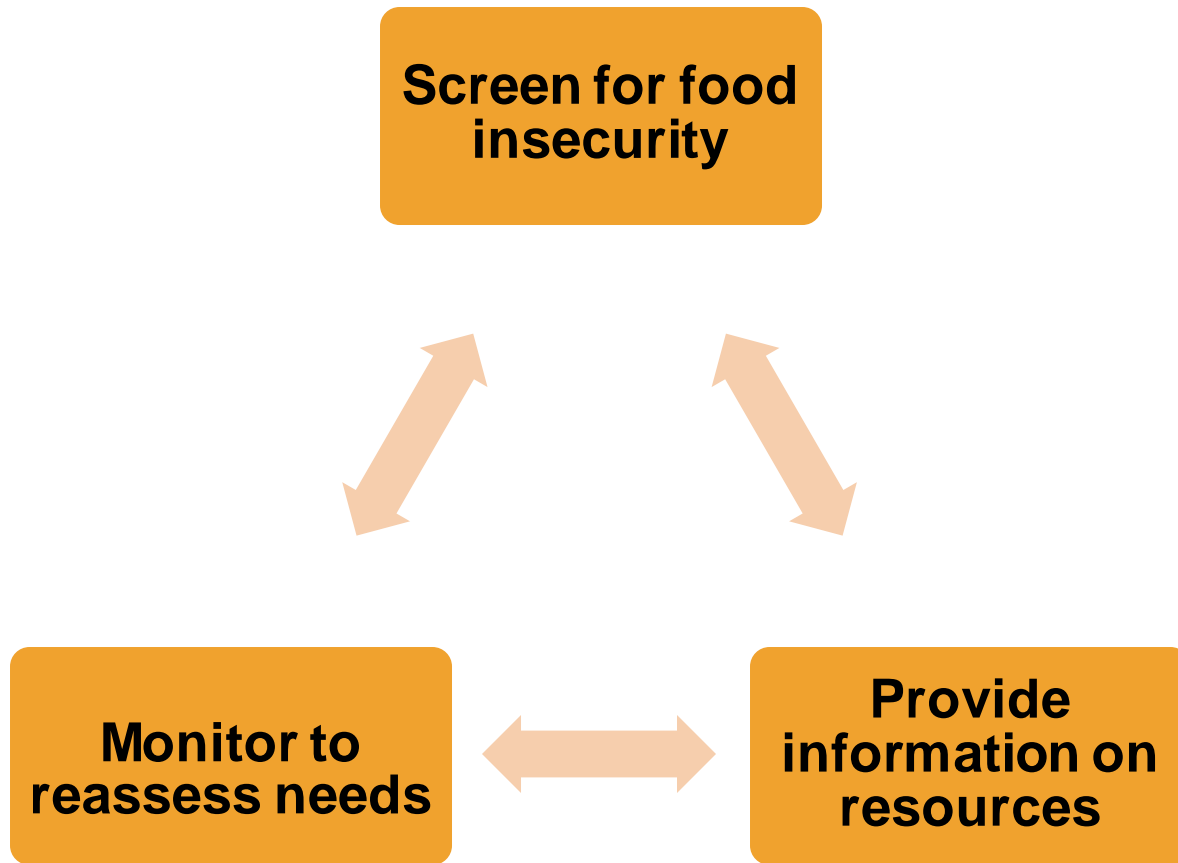 Screen for food
insecurity
Monitor to
reassess needs
Provide
information on
resources